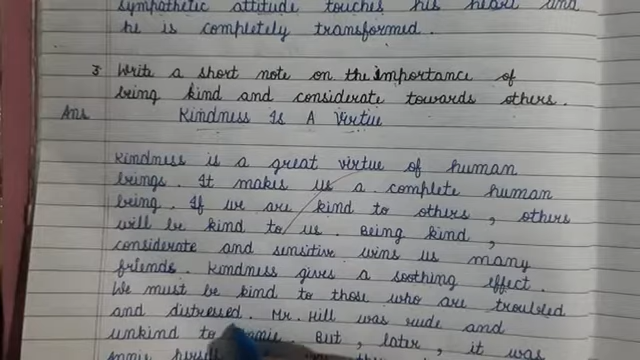 sympathetic attitude touches his heart and
he is completely transformed.
3 Write a short note on the importance of
being kind and considerate towards others.
Ans Kindness Is A Virtue
Kindness is a great virtue of human
beings. It makes us a complete human
being. If we are kind to others, others
will be kind to us. Being kind,
considerate and sensitive wins us many
friends. Kindness gives a soothing effect.
We must be kind to those who are troubled
and distressed. Mr. Hill was rude and
unkind to But, later, it was